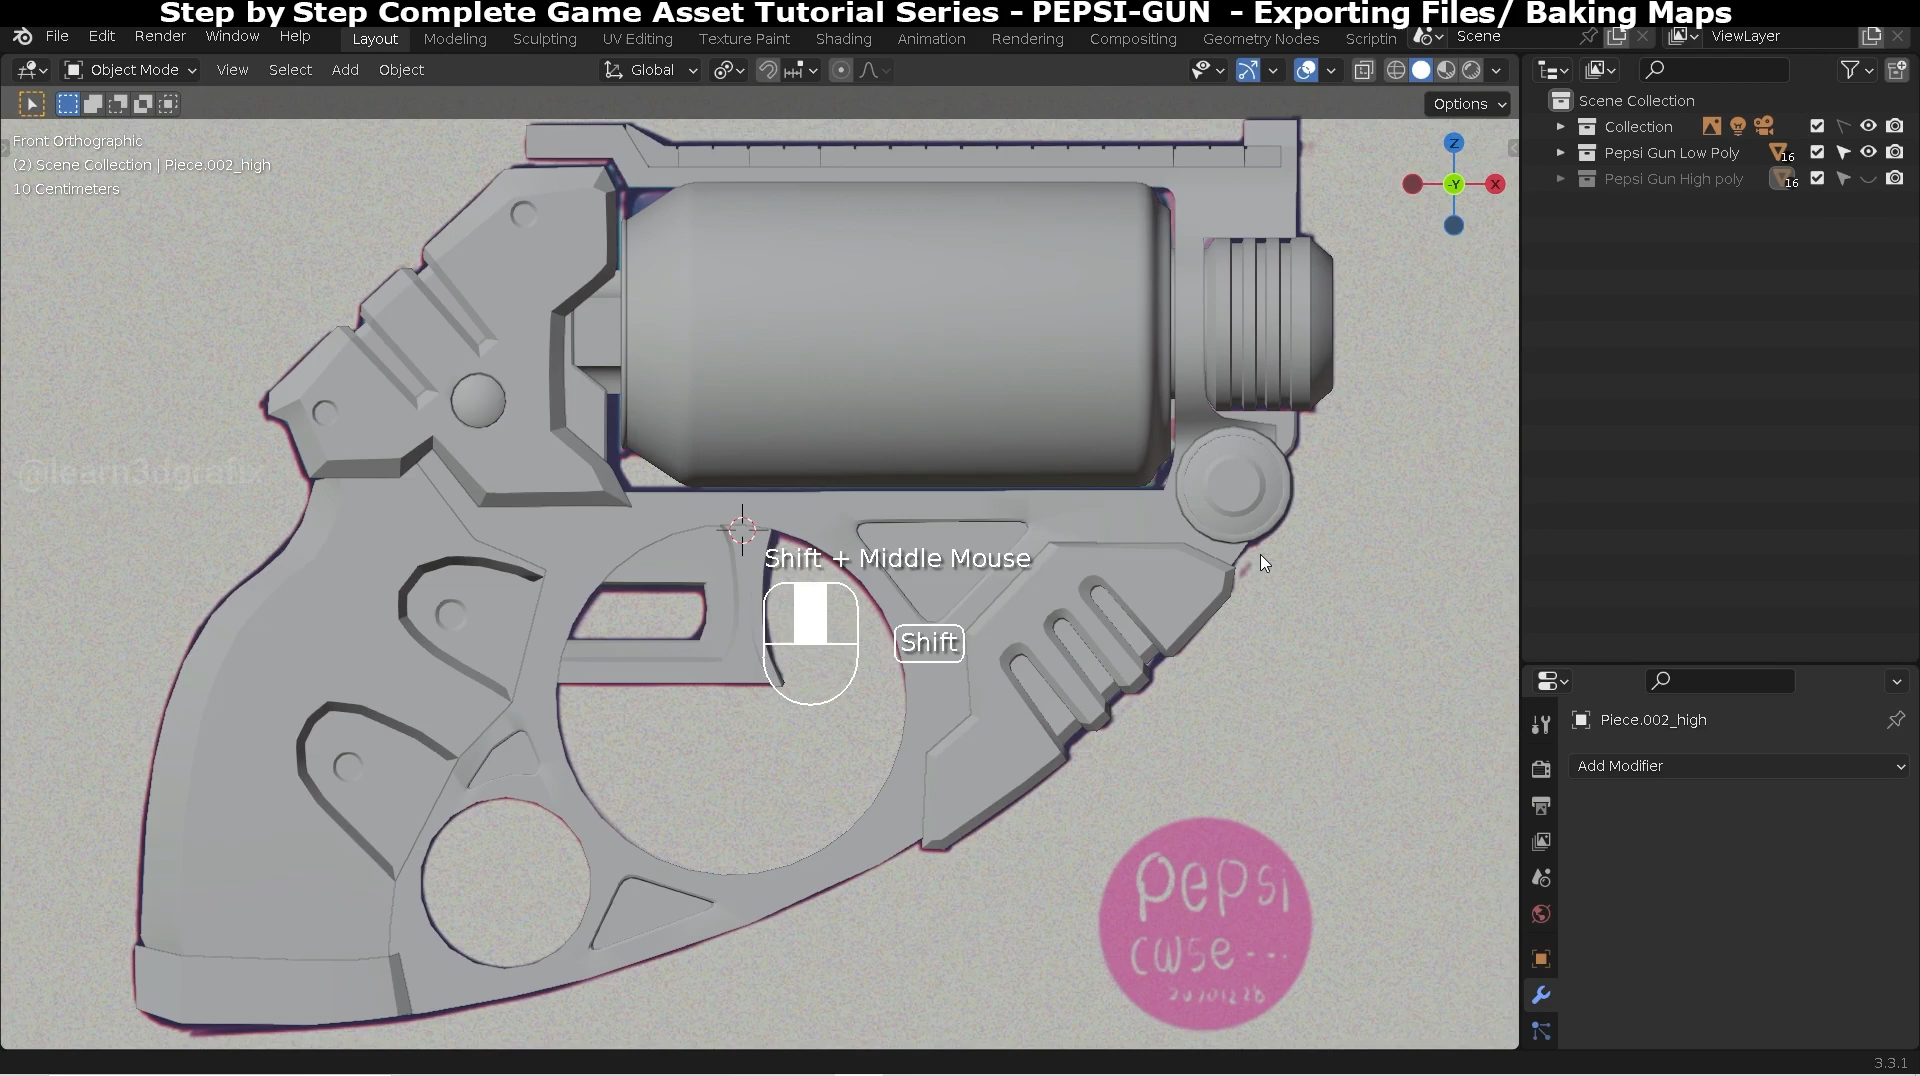 Step by Step Complete Game Asset Tutorial Series - PEPSI-GUN - Exporting Files/ Baking Maps
File Edit Render Window Help Layout Modeling Sculpting UV Editing Texture Paint Shading Animation Rendering Compositing Geometry Nodes Scriptin Scene ViewLayer
Object Mode View Select Add Object Global
Options
Front Orthographic
(2) Scene Collection | Piece.002_high
10 Centimeters
Z
-Y
X
Scene Collection
Collection
Pepsi Gun Low Poly 16
Pepsi Gun High poly 16
@learn3dgrafix
Shift + Middle Mouse
Shift
Piece.002_high
Add Modifier
pepsi
cwse---
20201228
3.3.1